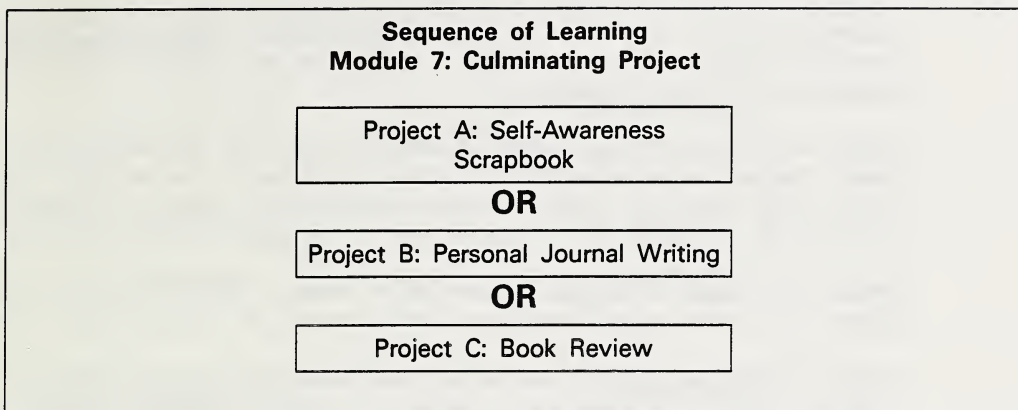 Sequence of Learning
Module 7: Culminating Project
Project A: Self-Awareness
Scrapbook
OR
Project B: Personal Journal Writing
OR
Project C: Book Review